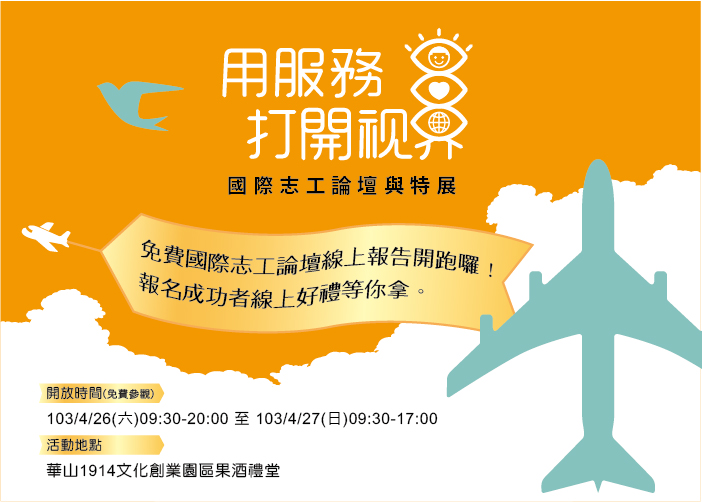 用服務
打開视界
國際志工論壇與特展
免費國際志工論壇線上報告開跑囉！
報名成功者線上好禮等你拿。
開放時間(免費參觀)
103/4/26(六)09:30-20:00 至 103/4/27(日)09:30-17:00
活動地點
華山1914文化創業園區果酒禮堂